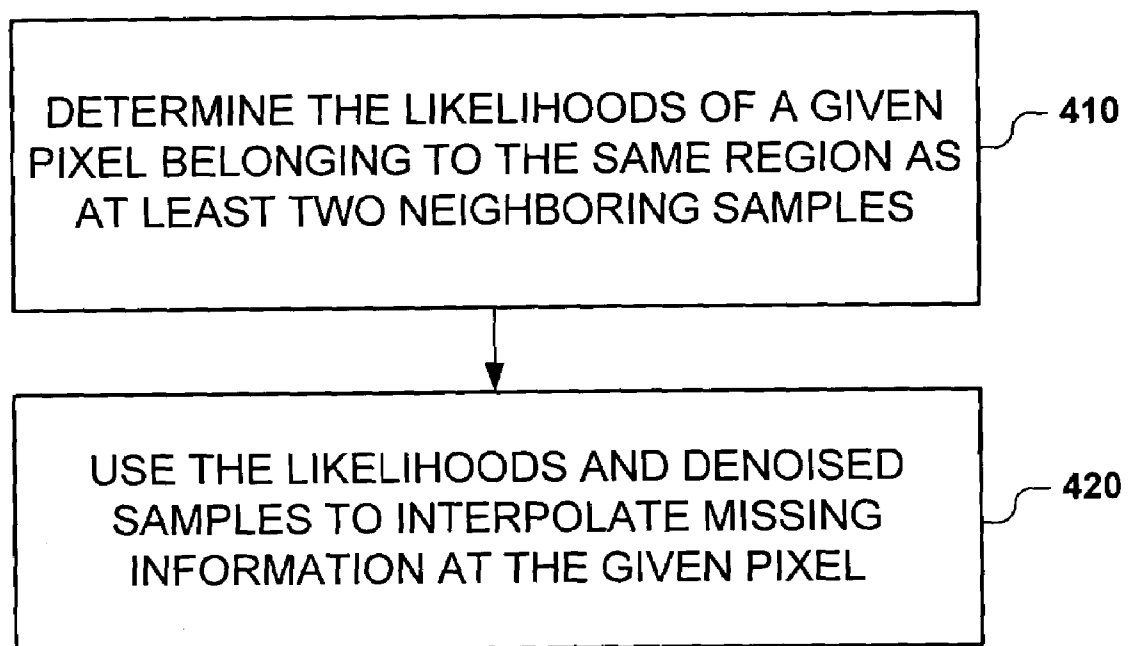 DETERMINE THE LIKELIHOODS OF A GIVEN
PIXEL BELONGING TO THE SAME REGION AS
AT LEAST TWO NEIGHBORING SAMPLES
410
USE THE LIKELIHOODS AND DENOISED
SAMPLES TO INTERPOLATE MISSING
INFORMATION AT THE GIVEN PIXEL
420